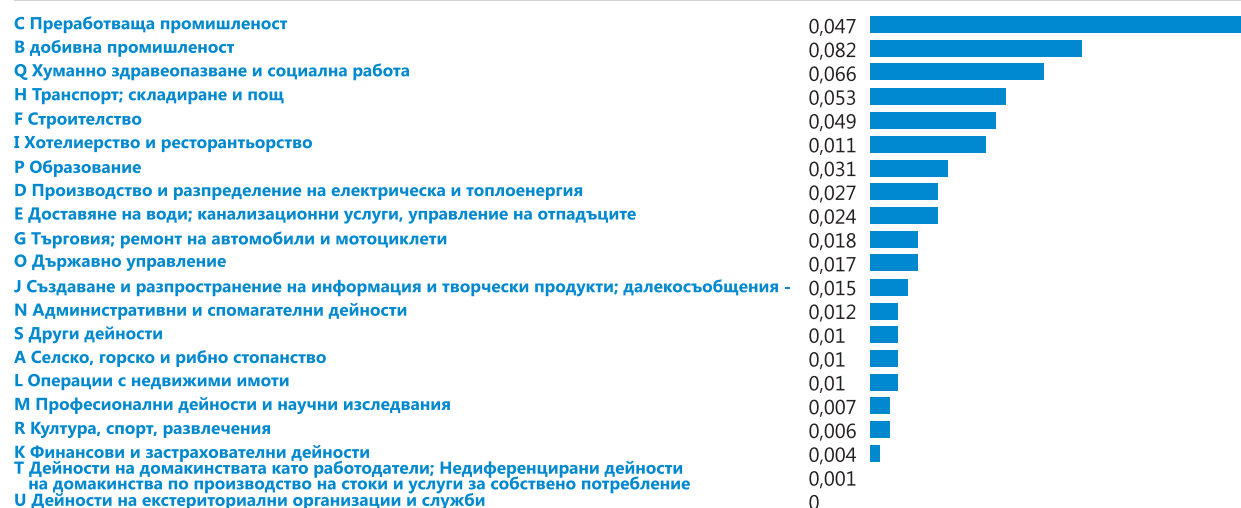 C Преработваща промишленост 0,047
B добивна промишленост 0,082
Q Хуманно здравеопазване и социална работа 0,066
H Транспорт; складиране и пощ 0,053
F Строителство 0,049
I Хотелиерство и ресторантьорство 0,011
P Образование 0,031
D Производство и разпределение на електрическа и топлоенергия 0,027
E Доставяне на води; канализационни услуги, управление на отпадъците 0,024
G Търговия; ремонт на автомобили и мотоциклети 0,018
O Държавно управление 0,017
J Създаване и разпространение на информация и творчески продукти; далекосъобщения - 0,015
N Административни и спомагателни дейности 0,012
S Други дейности 0,01
A Селско, горско и рибно стопанство 0,01
L Операции с недвижими имоти 0,01
M Професионални дейности и научни изследвания 0,007
R Култура, спорт, развлечения 0,006
K Финансови и застрахователни дейности 0,004
T Дейности на домакинствата като работодатели; Недиференцирани дейности
на домакинства по производство на стоки и услуги за собствено потребление 0,001
U Дейности на екстериториални организации и служби 0